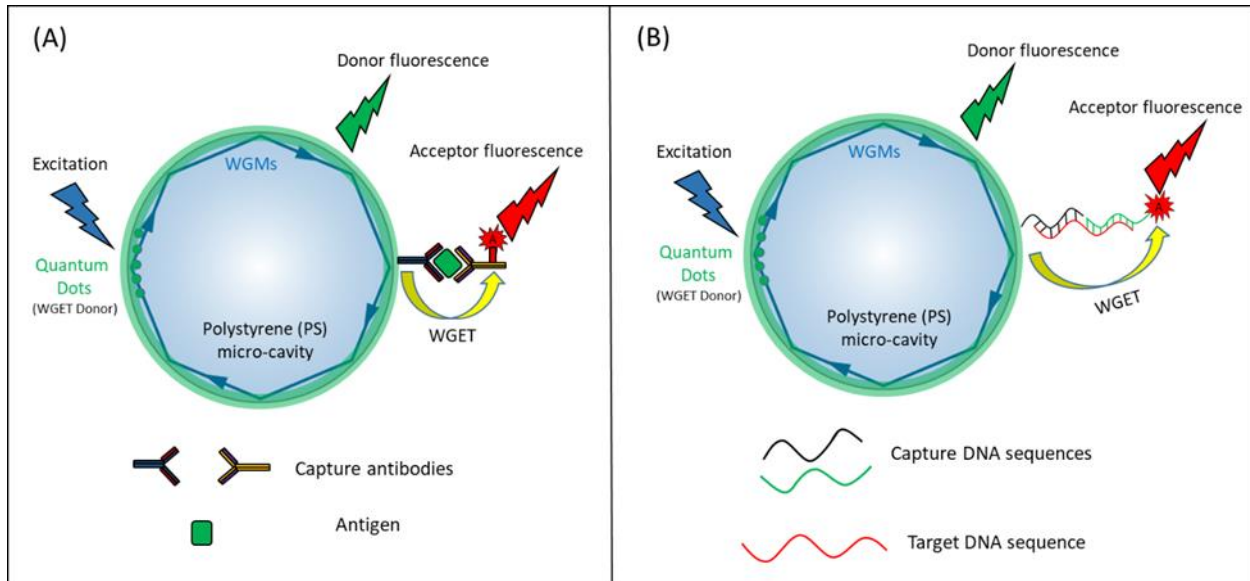 (A)
Donor fluorescence
Acceptor fluorescence
Excitation
WGMs
A
Quantum
Dots
(WGET Donor)
WGET
Polystyrene (PS)
micro-cavity
Capture antibodies
Antigen
(B)
Donor fluorescence
Acceptor fluorescence
Excitation
WGMs
A
Quantum
Dots
(WGET Donor)
WGET
Polystyrene (PS)
micro-cavity
Capture DNA sequences
Target DNA sequence